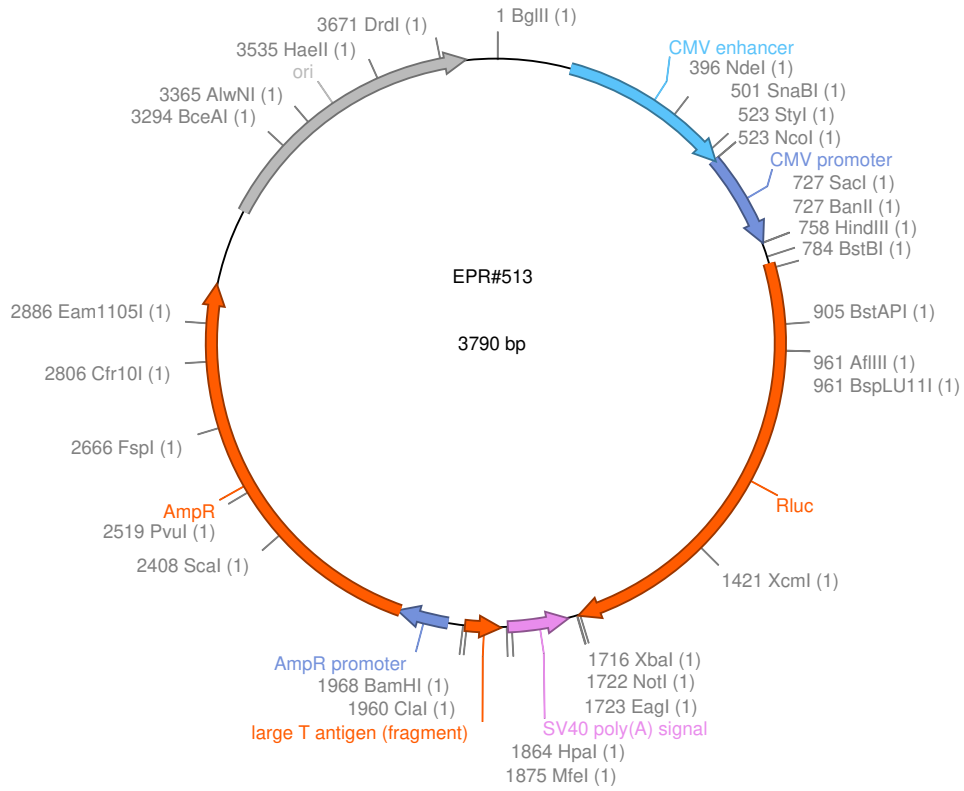 1 BglII (1)
CMV enhancer
396 NdeI (1)
501 SnaBI (1)
523 StyI (1)
523 NcoI (1)
CMV promoter
727 SacI (1)
727 BanII (1)
758 HindIII (1)
784 BstBI (1)
905 BstAPI (1)
961 AflIII (1)
961 BspLU11I (1)
Rluc
1421 XcmI (1)
1716 XbaI (1)
1722 NotI (1)
1723 EagI (1)
SV40 poly(A) signal
1864 HpaI (1)
1875 MfeI (1)
large T antigen (fragment)
1960 ClaI (1)
1968 BamHI (1)
AmpR promoter
2408 ScaI (1)
2519 PvuI (1)
AmpR
2666 FspI (1)
2806 Cfr10I (1)
2886 Eam1105I (1)
3294 BceAI (1)
3365 AlwNI (1)
ori
3535 HaeII (1)
3671 DrdI (1)
EPR#513
3790 bp